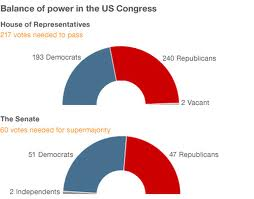 Balance of power in the US Congress
House of Representatives
217 votes needed to pass
193 Democrats
240 Republicans
2 Vacant
The Senate
60 votes needed for supermajority
51 Democrats
47 Republicans
2 Independents